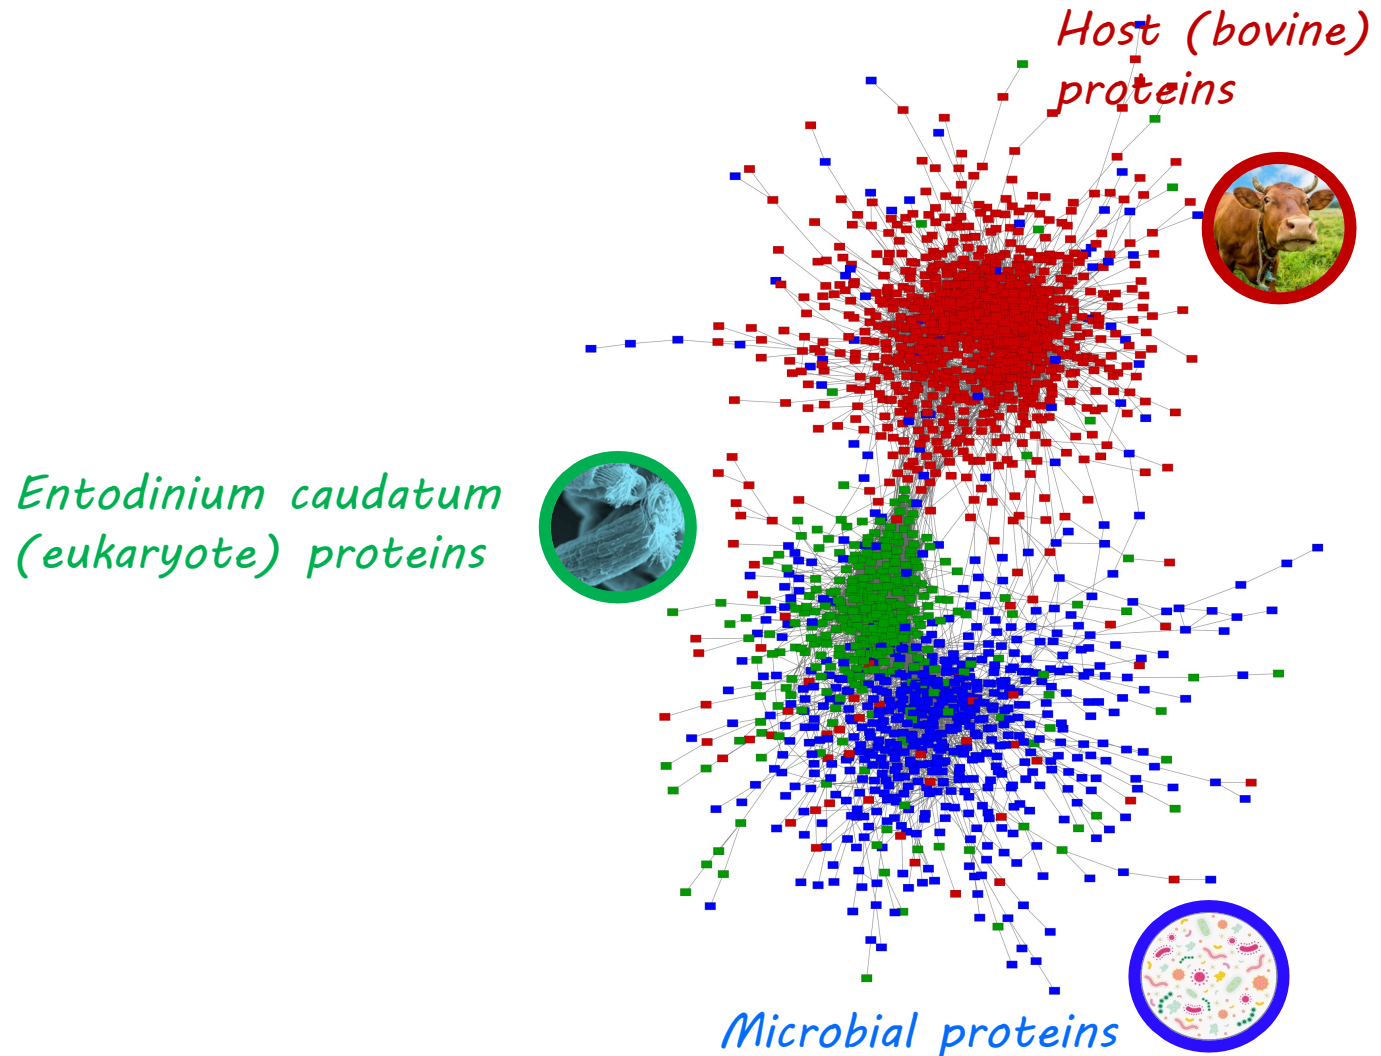 Host (bovine)
proteins
Entodinium caudatum
(eukaryote) proteins
Microbial proteins